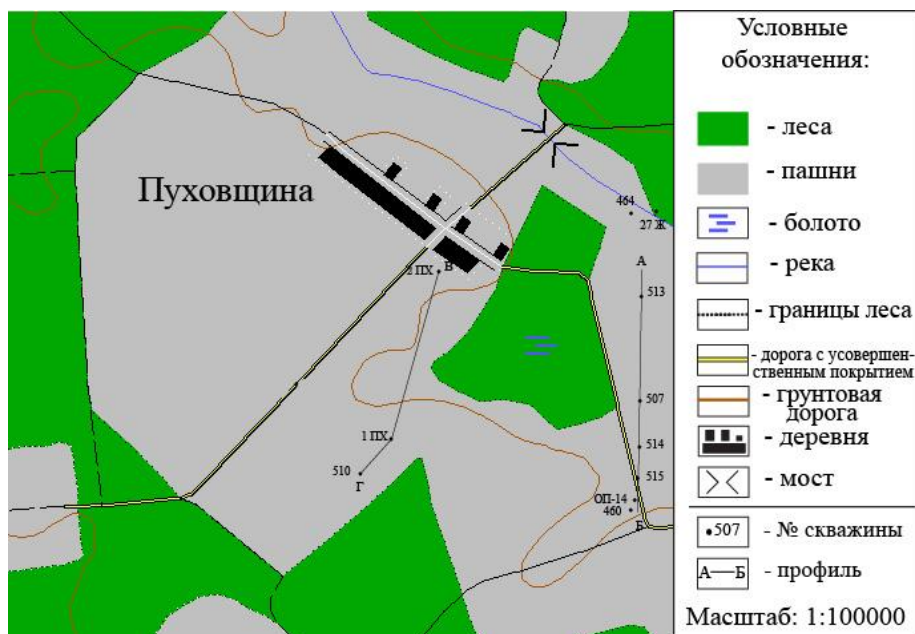 Пуховщина
464
27 Ж
А
513
507
514
515
ОП-14
460
Б
2 ПХ
В
1 ПХ
510
Г
Условные
обозначения:
- леса
- пашни
- болото
- река
- границы леса
- дорога с усовершен-
ственным покрытием
- грунтовая
дорога
- деревня
- мост
•507 - № скважины
А—Б - профиль
Масштаб: 1:100000